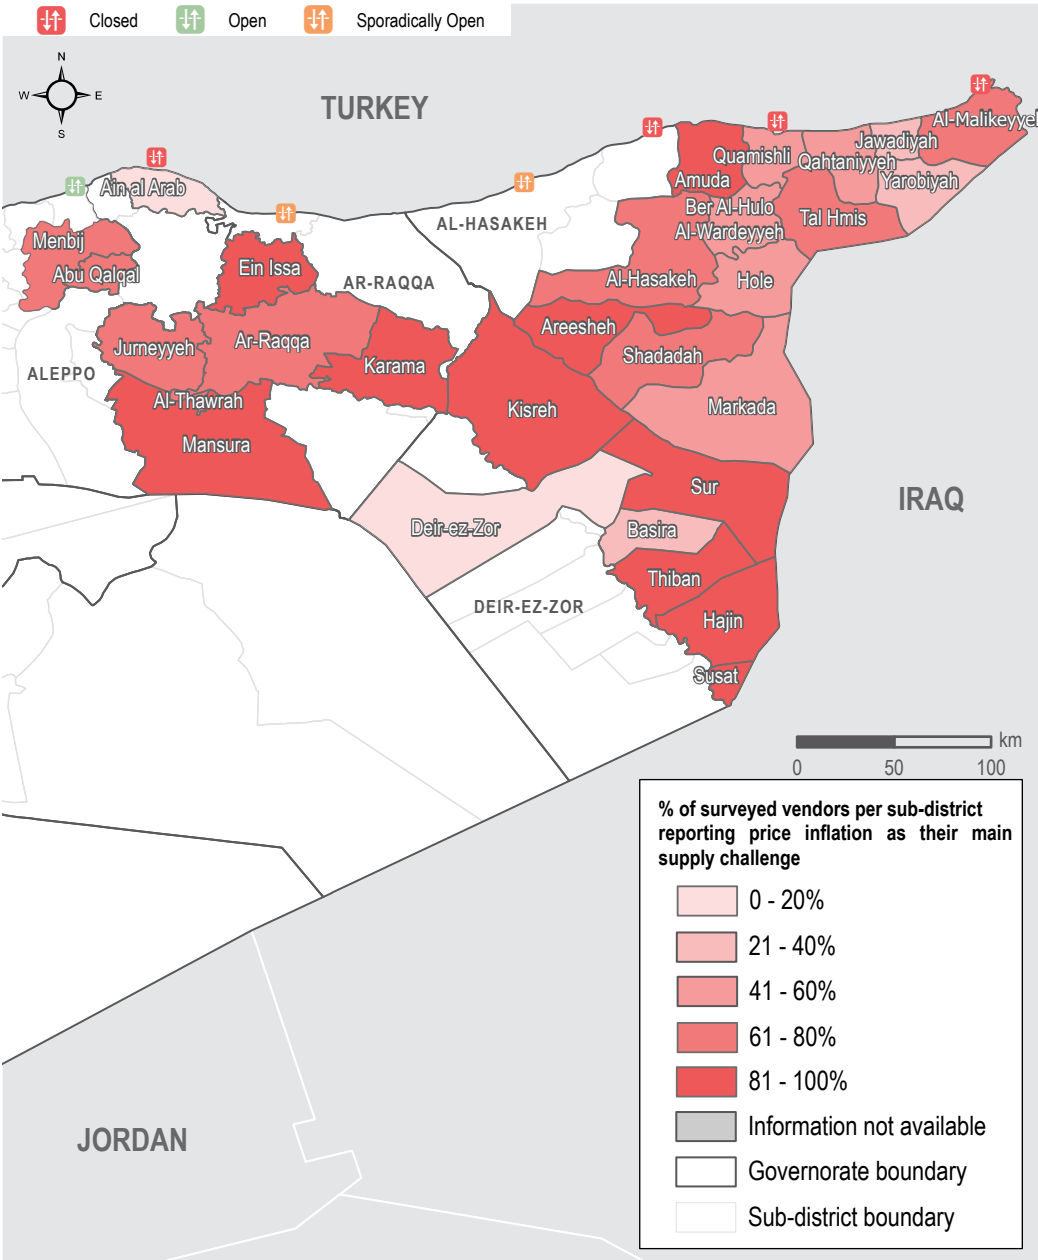 Closed
Open
Sporadically Open
N
W
E
S
TURKEY
Al-Malikeyyeh
Jawadiyah
Quamishli
Qahtaniyyeh
Amuda
Yarobiyah
Ain al Arab
Ber Al-Hulo
Al-Wardeyyeh
Tal Hmis
AL-HASAKEH
Menbij
Abu Qalqal
Ein Issa
AR-RAQQA
Al-Hasakeh
Hole
Areesheh
Jurneyyeh
Ar-Raqqa
Shadadah
ALEPPO
Karama
Al-Thawrah
Kisreh
Markada
Mansura
Sur
IRAQ
Deir-ez-Zor
Basira
Thiban
DEIR-EZ-ZOR
Hajin
Susat
km
0
50
100
% of surveyed vendors per sub-district
reporting price inflation as their main
supply challenge
0 - 20%
21 - 40%
41 - 60%
61 - 80%
81 - 100%
Information not available
Governorate boundary
Sub-district boundary
JORDAN